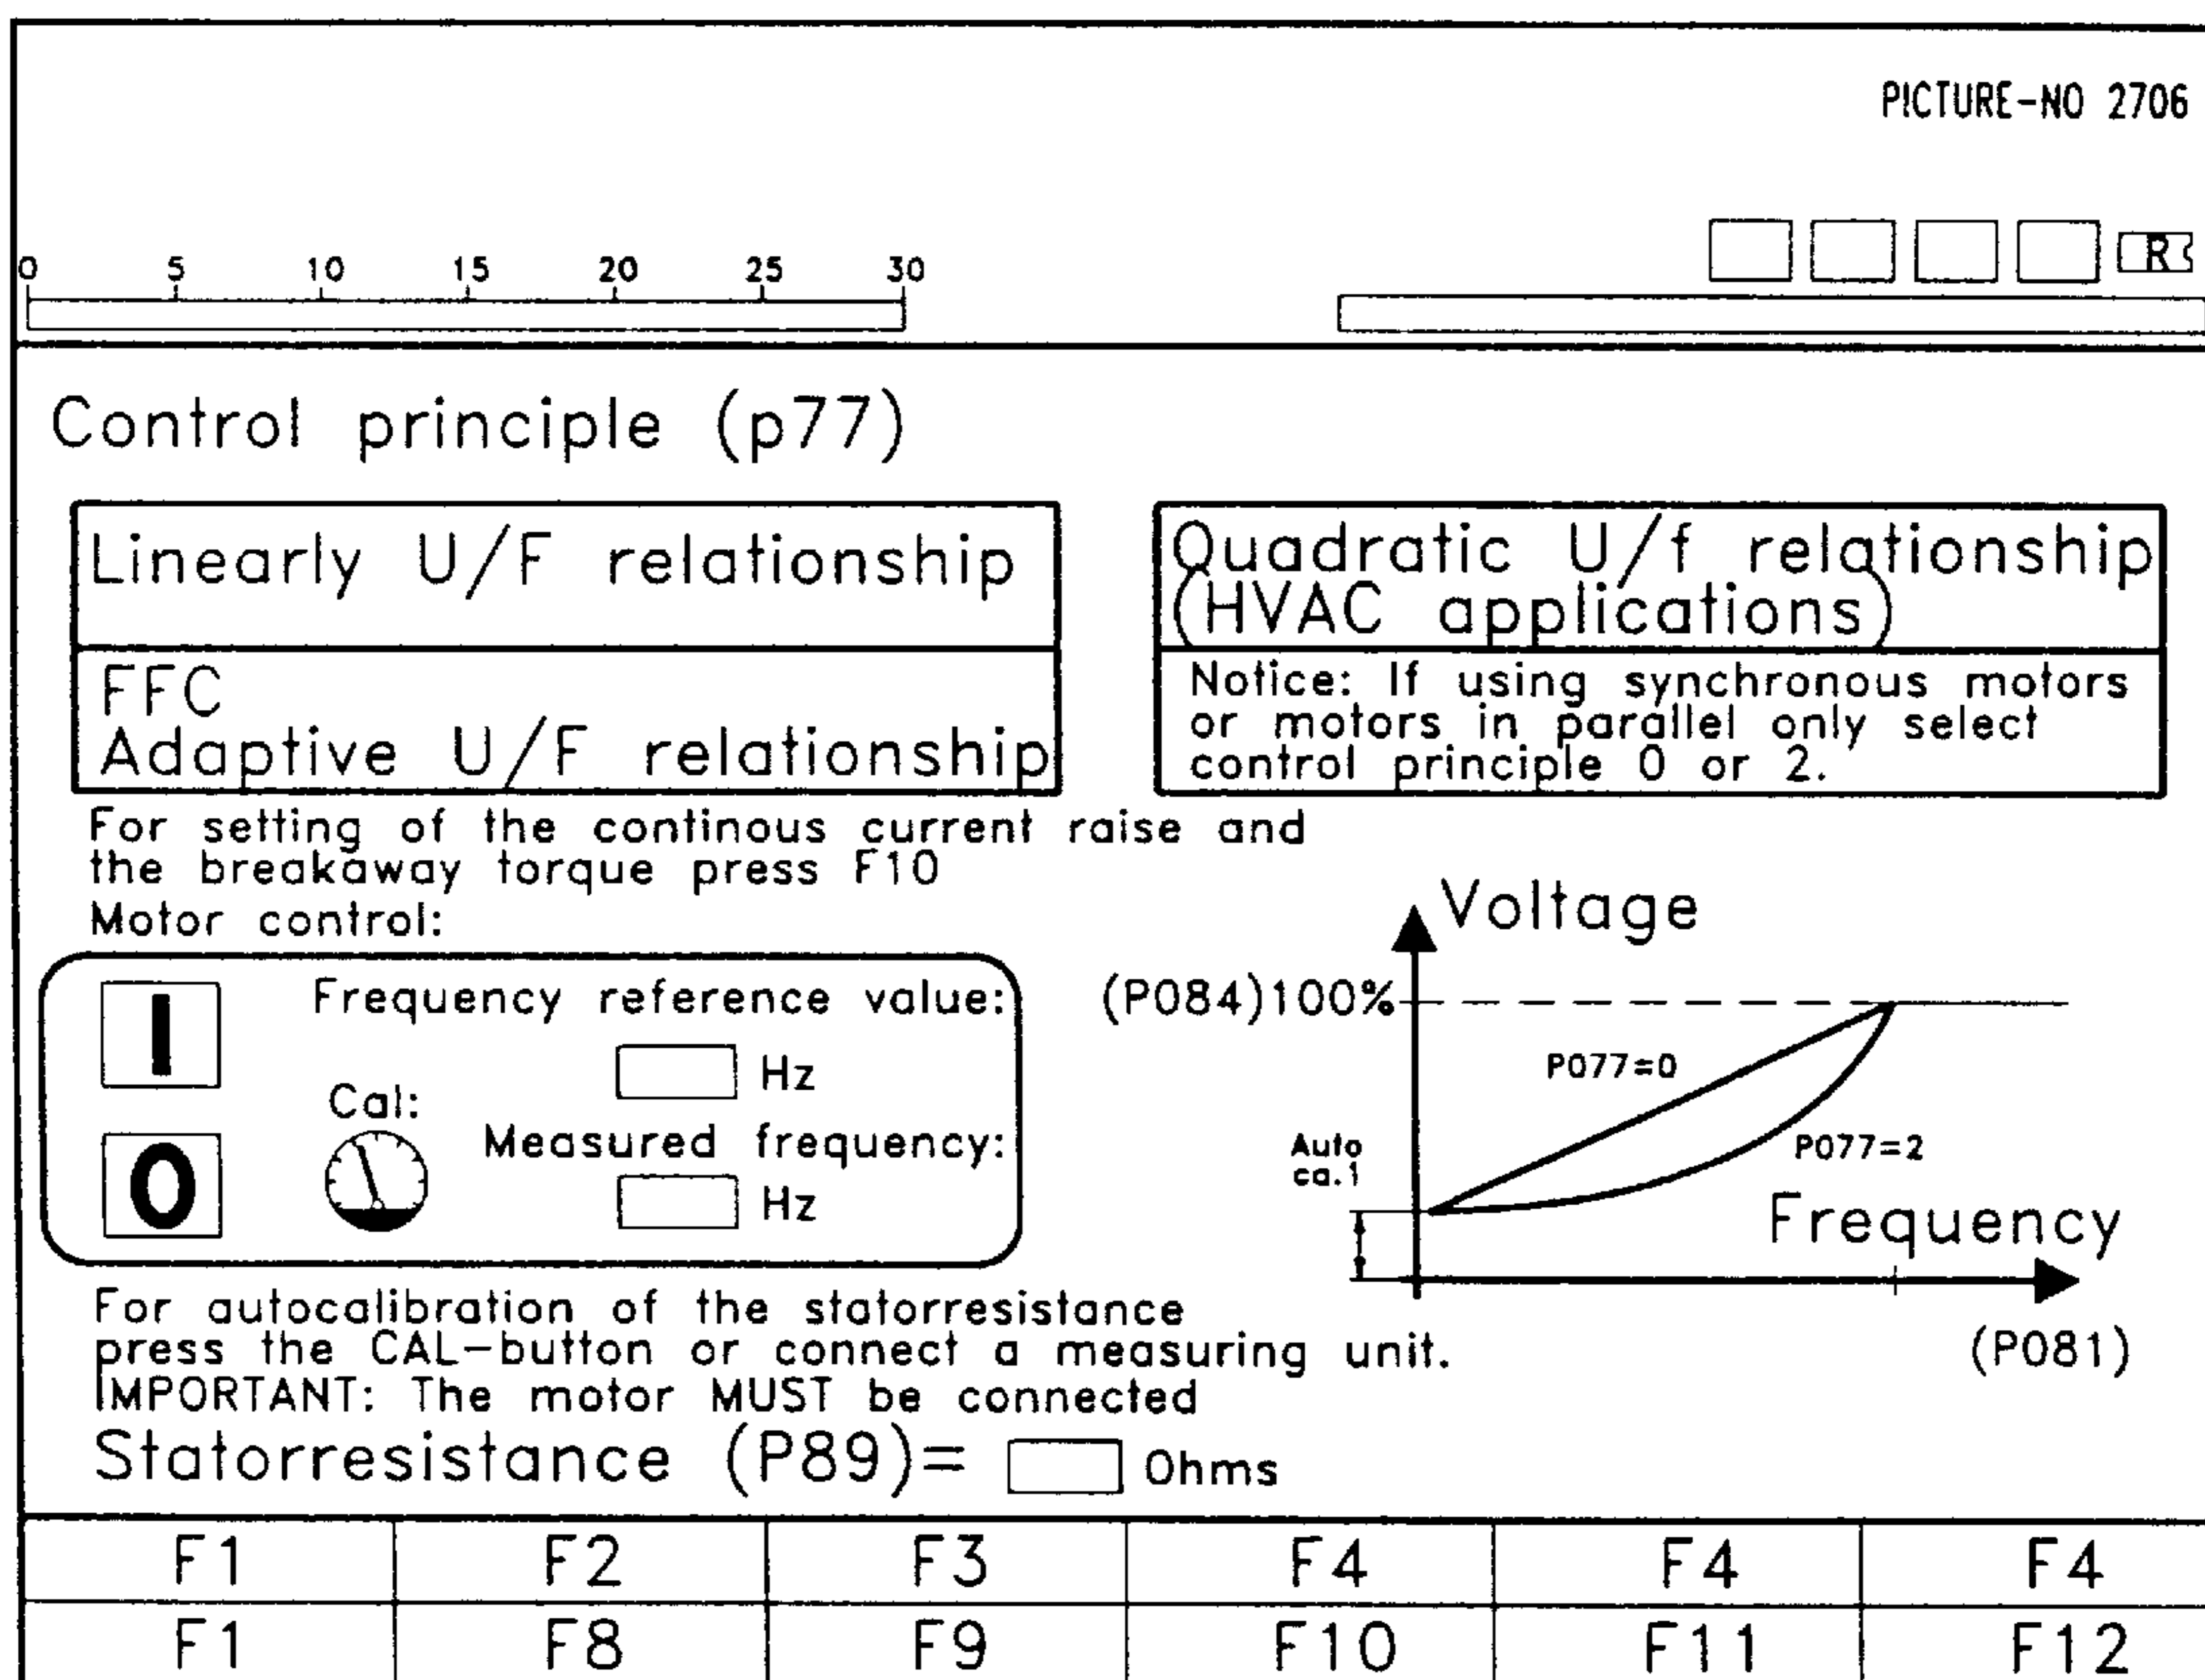 PICTURE-NO 2706
0 5 10 15 20 25 30
R
Control principle (p77)
Linearly U/F relationship
Quadratic U/f relationship
(HVAC applications)
FFC
Adaptive U/F relationship
Notice: If using synchronous motors
or motors in parallel only select
control principle 0 or 2.
For setting of the continous current raise and
the breakaway torque press F10
Motor control:
I
Frequency reference value:
Hz
Cal:
O
Measured frequency:
Hz
Voltage
(P084)100%
P077=0
Auto
ca.1
P077=2
Frequency
(P081)
For autocalibration of the statorresistance
press the CAL-button or connect a measuring unit.
IMPORTANT: The motor MUST be connected
Statorresistance (P89)= Ohms
F1 F2 F3 F4 F4 F4
F1 F8 F9 F10 F11 F12